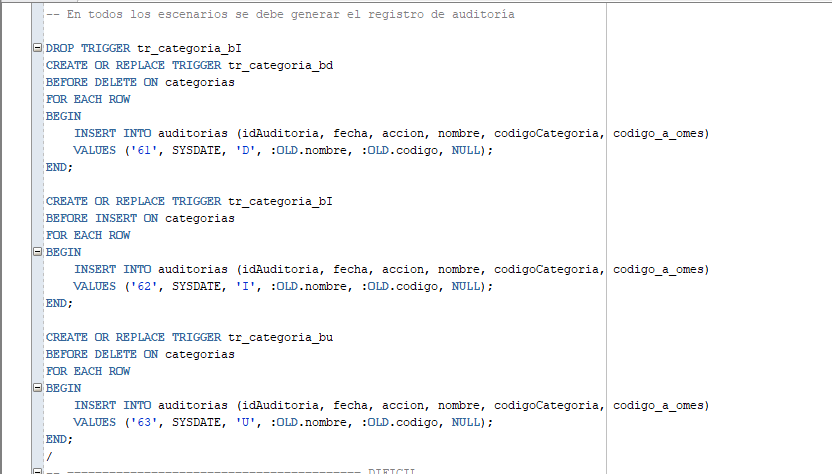 -- En todos los escenarios se debe generar el registro de auditoría
DROP TRIGGER tr_categoria_bI
CREATE OR REPLACE TRIGGER tr_categoria_bd
BEFORE DELETE ON categorias
FOR EACH ROW
BEGIN
    INSERT INTO auditorias (idAuditoria, fecha, accion, nombre, codigoCategoria, codigo_a_omes)
    VALUES ('61', SYSDATE, 'D', :OLD.nombre, :OLD.codigo, NULL);
END;
CREATE OR REPLACE TRIGGER tr_categoria_bI
BEFORE INSERT ON categorias
FOR EACH ROW
BEGIN
    INSERT INTO auditorias (idAuditoria, fecha, accion, nombre, codigoCategoria, codigo_a_omes)
    VALUES ('62', SYSDATE, 'I', :OLD.nombre, :OLD.codigo, NULL);
END;
CREATE OR REPLACE TRIGGER tr_categoria_bu
BEFORE DELETE ON categorias
FOR EACH ROW
BEGIN
    INSERT INTO auditorias (idAuditoria, fecha, accion, nombre, codigoCategoria, codigo_a_omes)
    VALUES ('63', SYSDATE, 'U', :OLD.nombre, :OLD.codigo, NULL);
END;
/
-- ========================================== DIFICIL